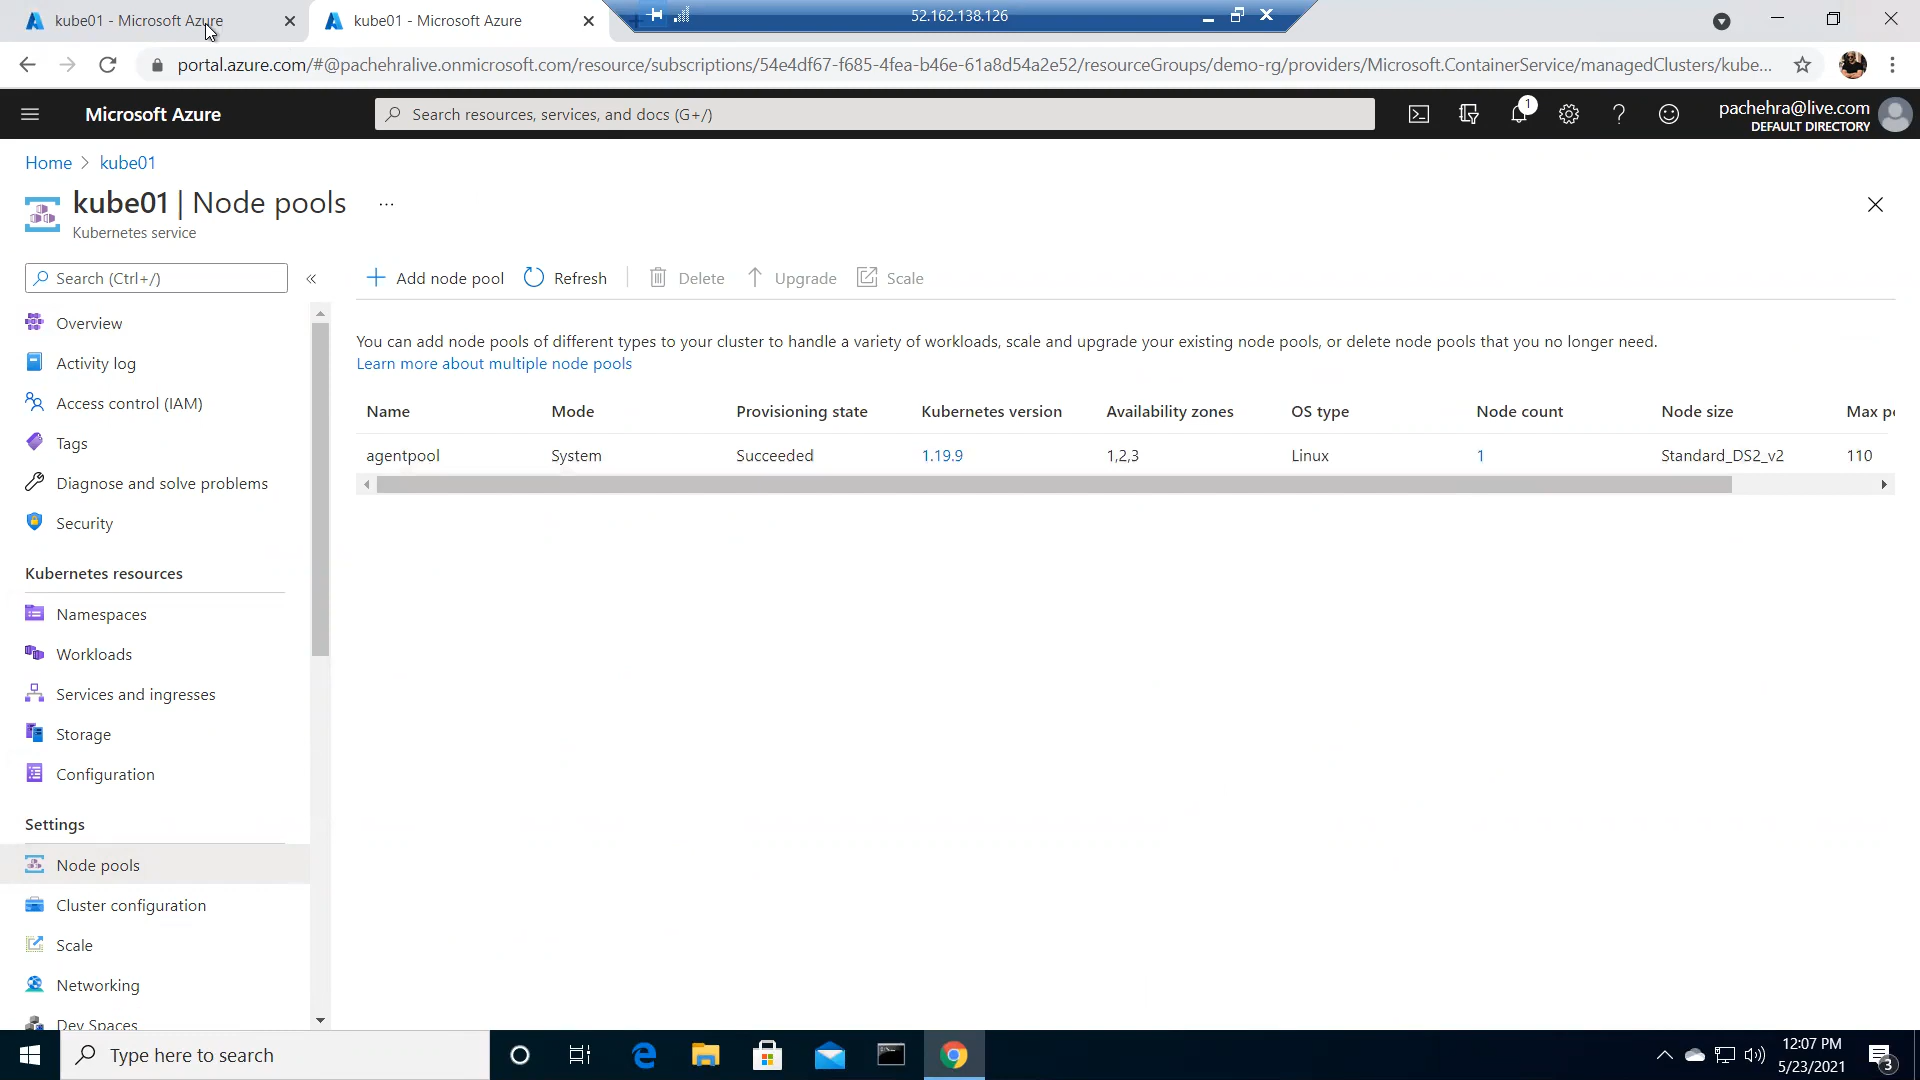 kube01 - Microsoft Azure
kube01 - Microsoft Azure
52.162.138.126
portal.azure.com/#@pachehralive.onmicrosoft.com/resource/subscriptions/54e4df67-f685-4fea-b46e-61a8d54a2e52/resourceGroups/demo-rg/providers/Microsoft.ContainerService/managedClusters/kube...
Microsoft Azure
Search resources, services, and docs (G+/)
1
pachehra@live.com
DEFAULT DIRECTORY
Home > kube01
kube01 | Node pools ...
Kubernetes service
Search (Ctrl+/)
«
Add node pool
Refresh
Delete
Upgrade
Scale
Overview
Activity log
Access control (IAM)
Tags
Diagnose and solve problems
Security
Kubernetes resources
Namespaces
Workloads
Services and ingresses
Storage
Configuration
Settings
Node pools
Cluster configuration
Scale
Networking
Dev Spaces
You can add node pools of different types to your cluster to handle a variety of workloads, scale and upgrade your existing node pools, or delete node pools that you no longer need.
Learn more about multiple node pools
Name Mode Provisioning state Kubernetes version Availability zones OS type Node count Node size Max p
agentpool System Succeeded 1.19.9 1,2,3 Linux 1 Standard_DS2_v2 110
Type here to search
12:07 PM
5/23/2021
3